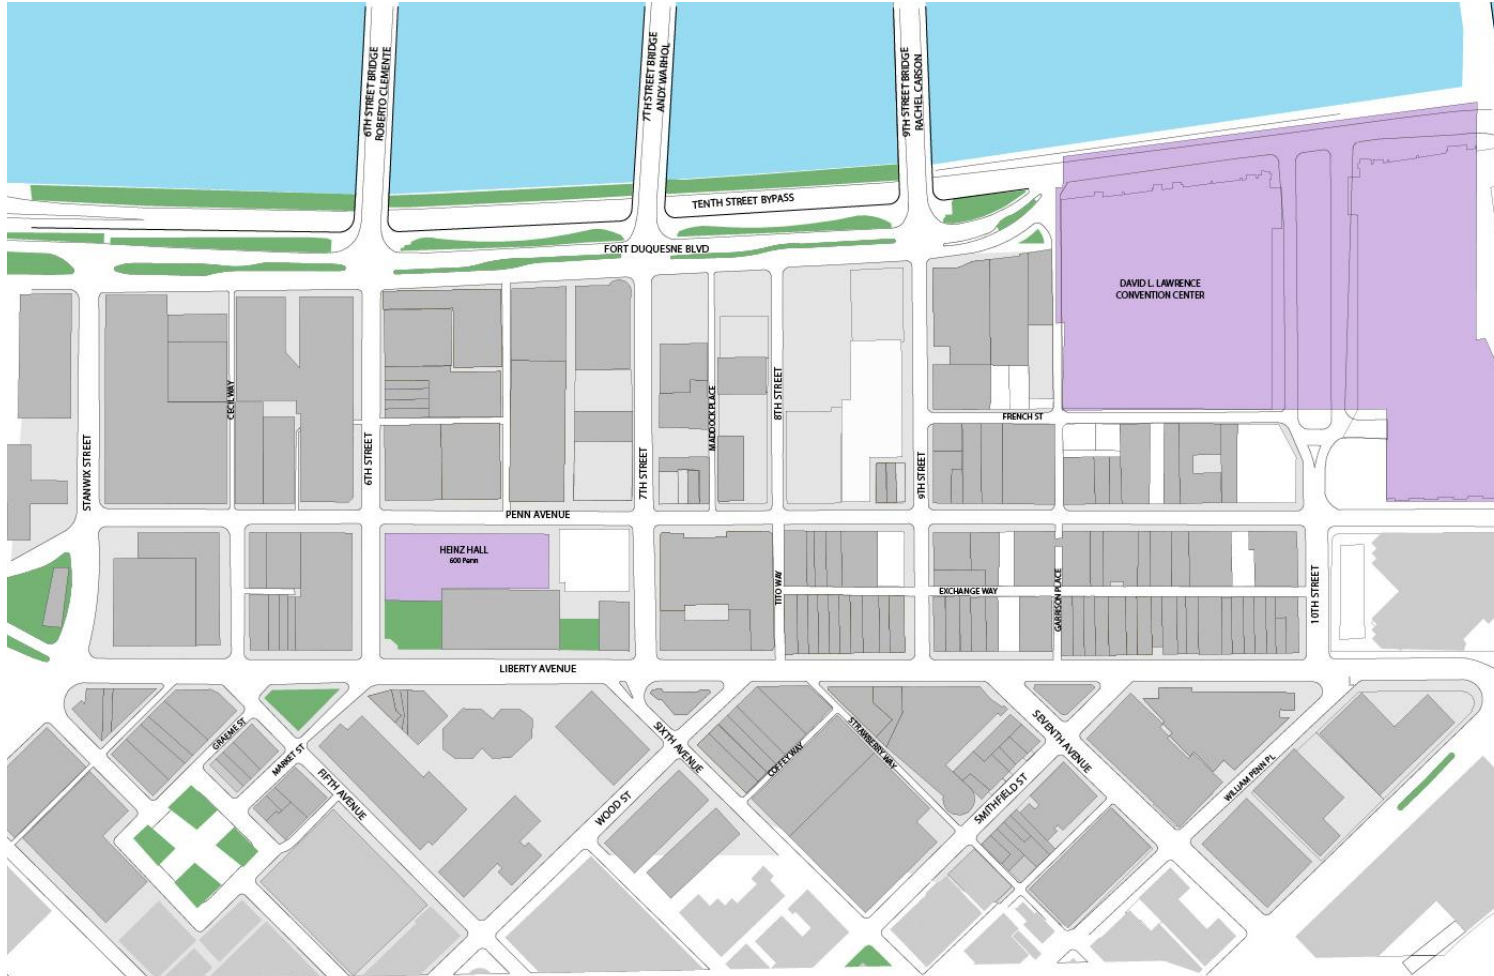 6TH STREET BRIDGE
ROBERTO CLEMENTE
7TH STREET BRIDGE
ANDY WARHOL
9TH STREET BRIDGE
RACHEL CARSON
TENTH STREET BYPASS
FORT DUQUESNE BLVD
DAVID L. LAWRENCE
CONVENTION CENTER
CECIL WAY
MADDOCK PLACE
8TH STREET
FRENCH ST
STANWIX STREET
6TH STREET
7TH STREET
9TH STREET
PENN AVENUE
HEINZ HALL
600 Penn
TITO WAY
EXCHANGE WAY
GARRISON PLACE
10TH STREET
LIBERTY AVENUE
GRAEME ST
MARKET ST
FIFTH AVENUE
WOOD ST
SIXTH AVENUE
COFFEY WAY
STRAWBERRY WAY
SMITHFIELD ST
SEVENTH AVENUE
WILLIAM PENN PL